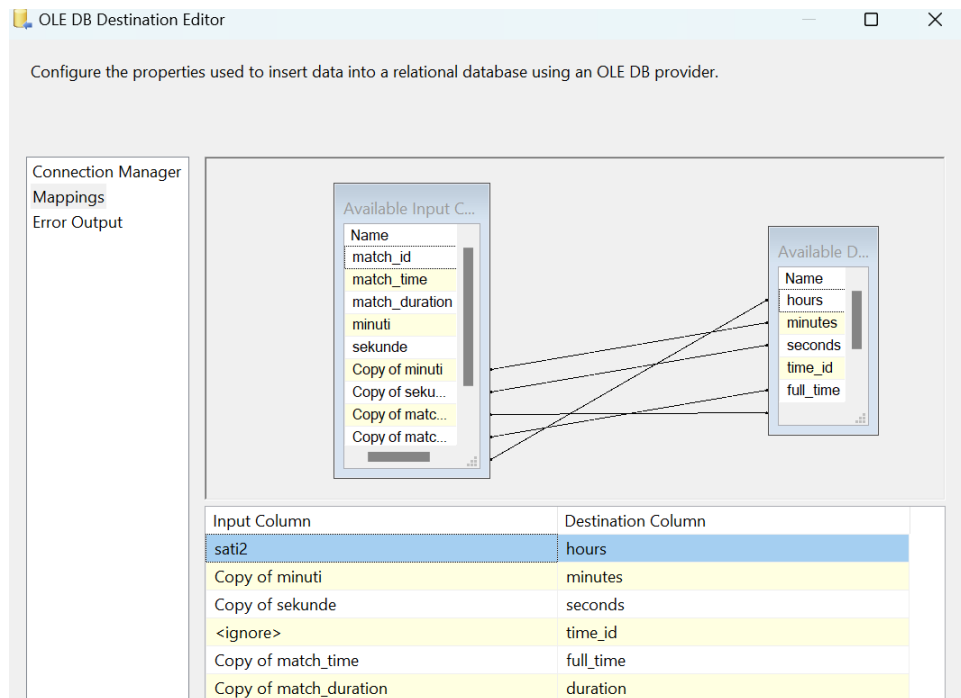 OLE DB Destination Editor
Configure the properties used to insert data into a relational database using an OLE DB provider.
Connection Manager
Mappings
Error Output
Available Input C...
Name
match_id
match_time
match_duration
minuti
sekunde
Copy of minuti
Copy of seku...
Copy of matc...
Copy of matc...
Available D...
Name
hours
minutes
seconds
time_id
full_time
Input Column Destination Column
sati2 hours
Copy of minuti minutes
Copy of sekunde seconds
<ignore> time_id
Copy of match_time full_time
Copy of match_duration duration